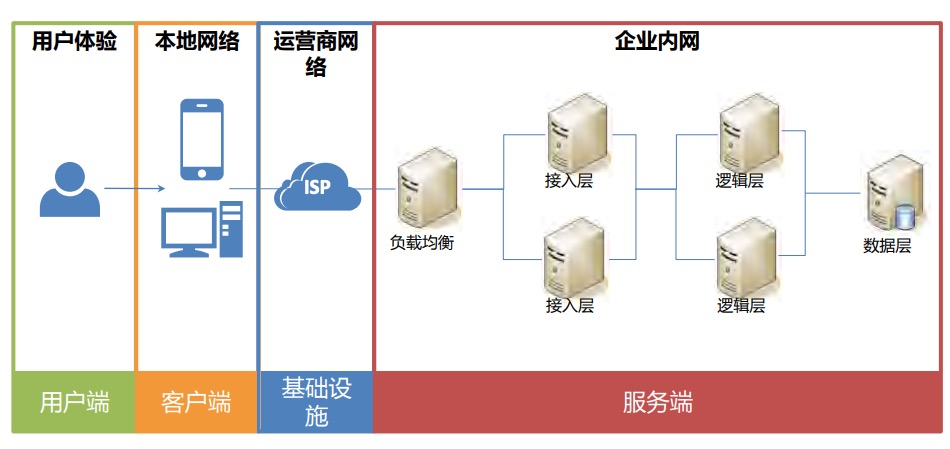 用户体验
本地网络
运营商网
络
企业内网
ISP
负载均衡
接入层
逻辑层
接入层
逻辑层
数据层
用户端
客户端
基础设
施
服务端